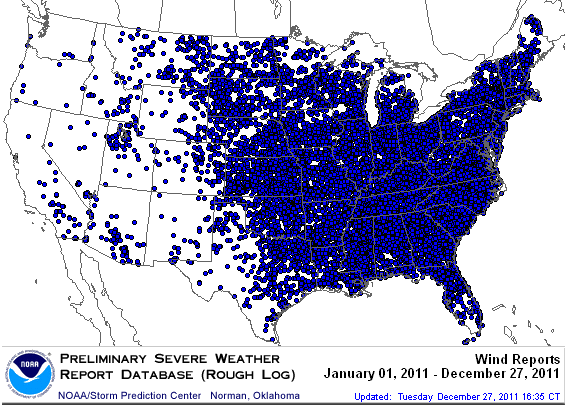 NOAA
PRELIMINARY SEVERE WEATHER
REPORT DATABASE (ROUGH LOG)
NOAA/Storm Prediction Center Norman, Oklahoma
Wind Reports
January 01, 2011 - December 27, 2011
Updated: Tuesday December 27, 2011 16:35 CT